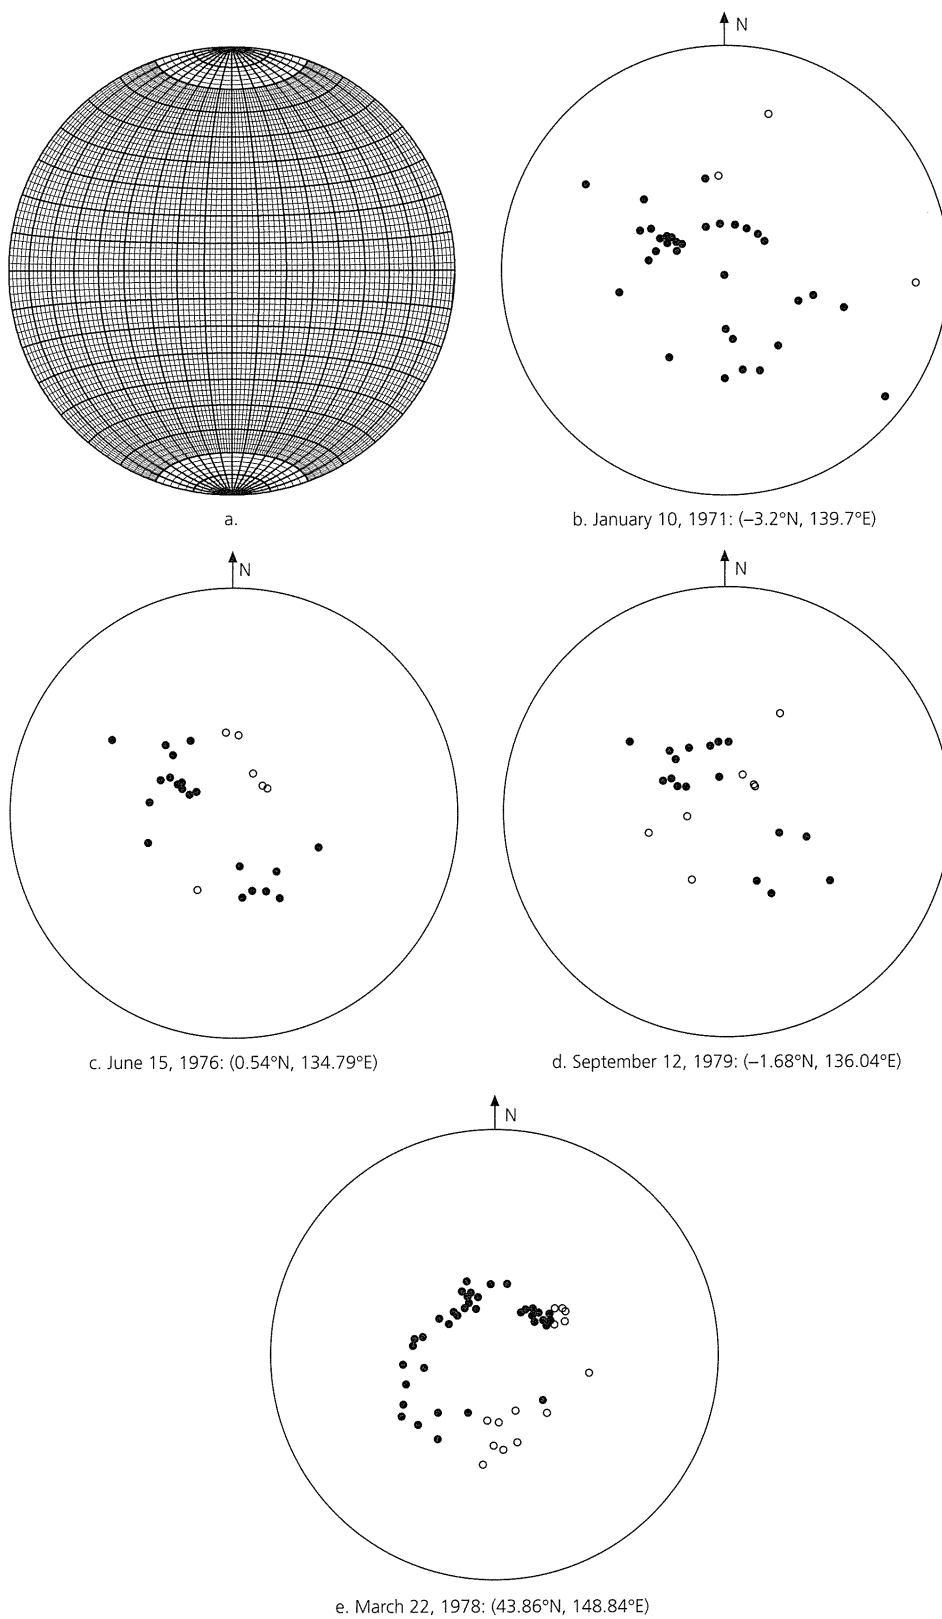 N
a.
b. January 10, 1971: (–3.2°N, 139.7°E)
N
N
c. June 15, 1976: (0.54°N, 134.79°E)
d. September 12, 1979: (–1.68°N, 136.04°E)
N
e. March 22, 1978: (43.86°N, 148.84°E)